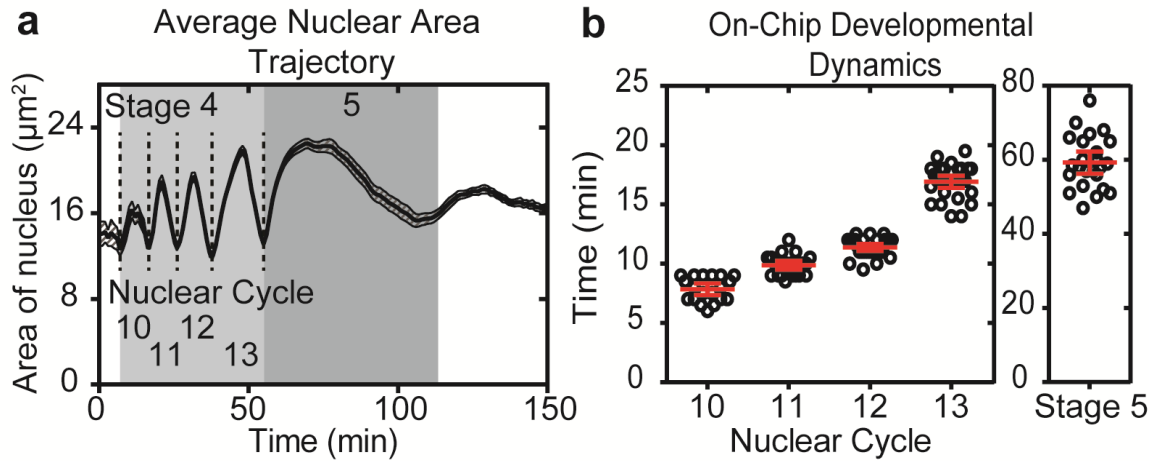 a
Average Nuclear Area
Trajectory
Area of nucleus (μm²)
24
16
8
0
Stage 4
5
Nuclear Cycle
10
12
11
13
0
50
100
150
Time (min)
b
On-Chip Developmental
Dynamics
Time (min)
25
20
15
10
5
0
10
11
12
13
Nuclear Cycle
80
60
40
20
0
Stage 5